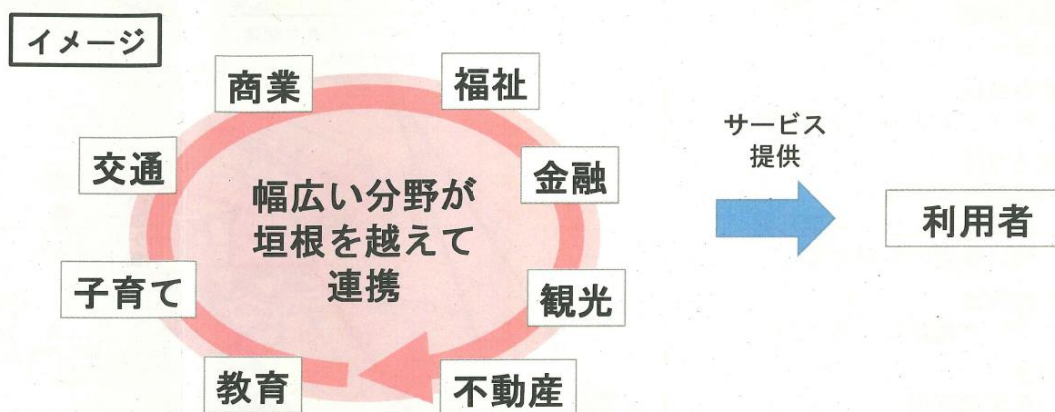 イメージ
商業
福祉
交通
金融
幅広い分野が
垣根を越えて
連携
子育て
観光
教育
不動産
サービス
提供
利用者